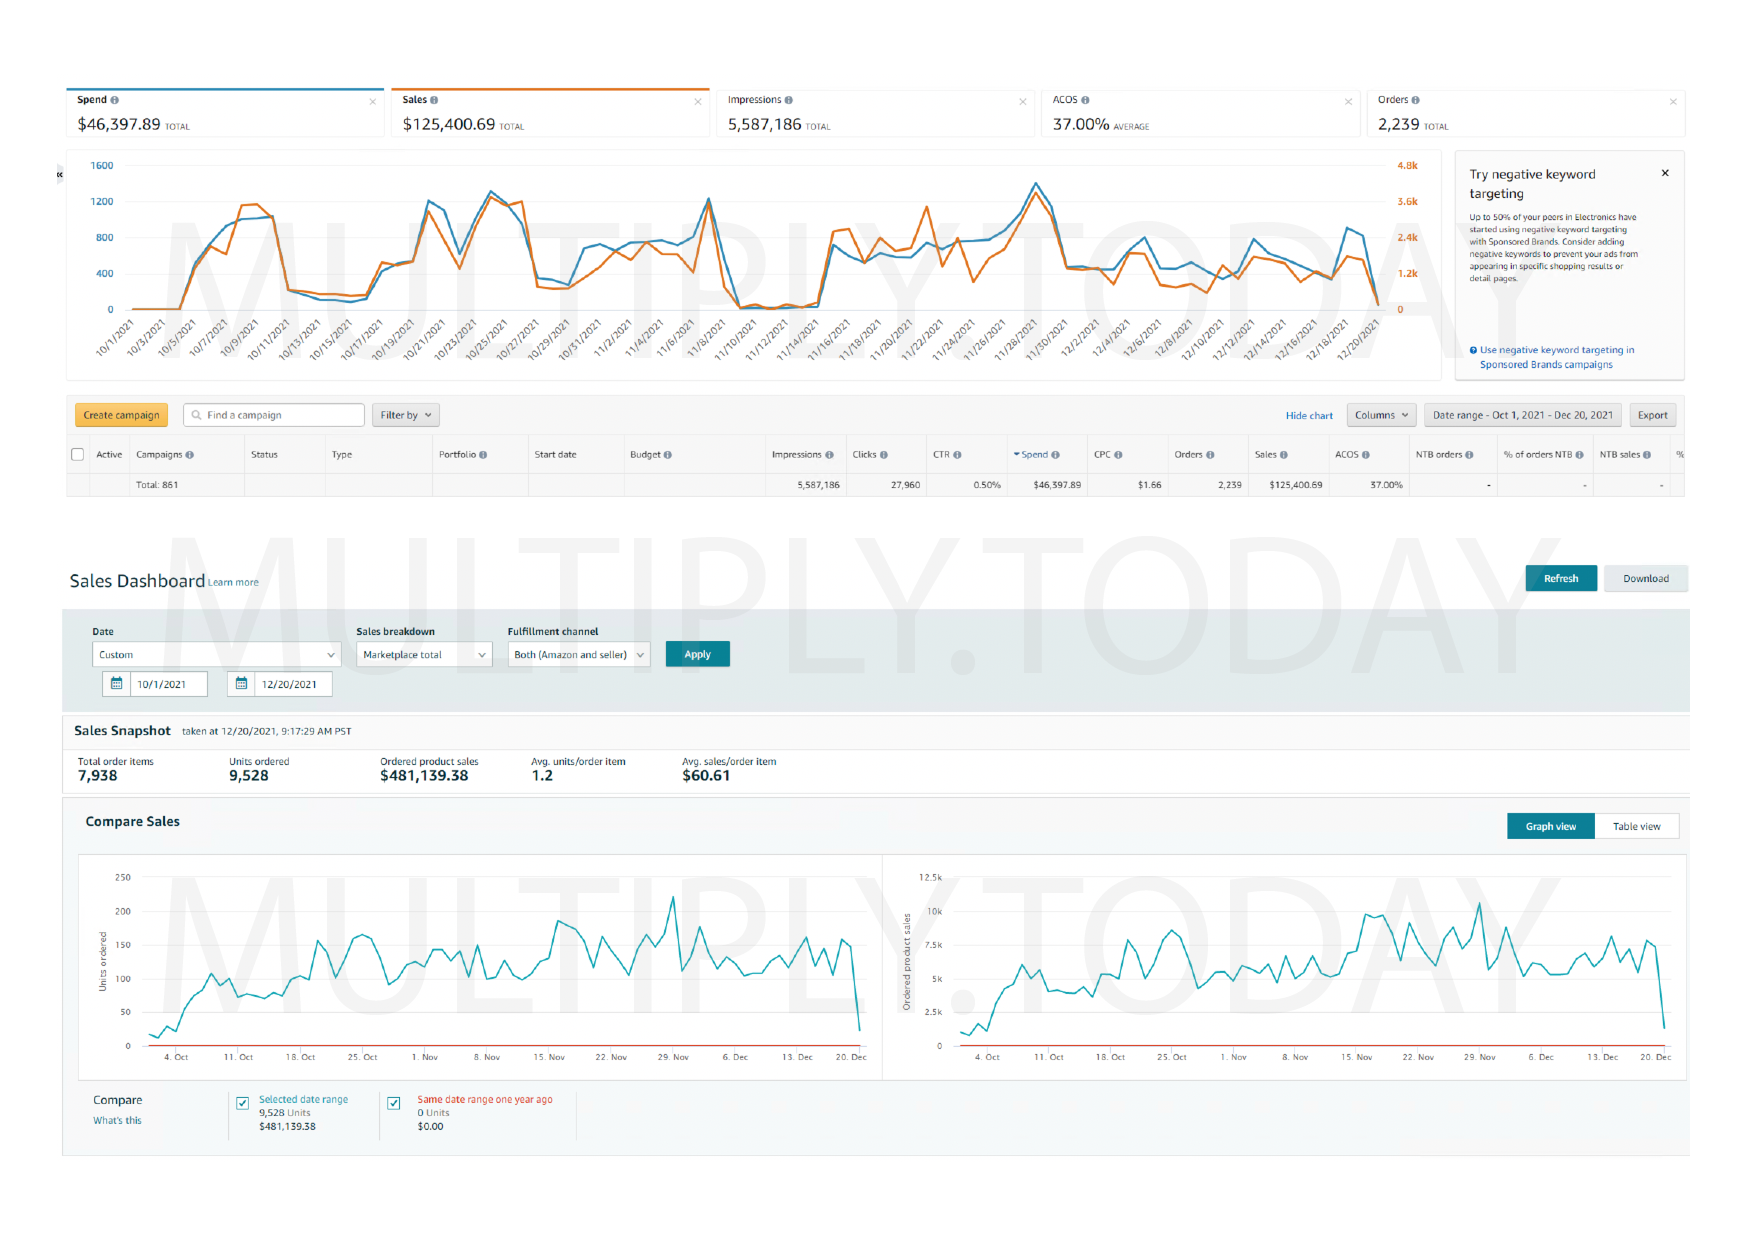 Spend
$46,397.89 TOTAL
Sales
$125,400.69 TOTAL
Impressions
5,587,186 TOTAL
ACOS
37.00% AVERAGE
Orders
2,239 TOTAL
«
1600
1200
800
400
0
4.8k
3.6k
2.4k
1.2k
0
10/1/2021
10/3/2021
10/5/2021
10/7/2021
10/9/2021
10/11/2021
10/13/2021
10/15/2021
10/17/2021
10/19/2021
10/21/2021
10/23/2021
10/25/2021
10/27/2021
10/29/2021
10/31/2021
11/2/2021
11/4/2021
11/6/2021
11/8/2021
11/10/2021
11/12/2021
11/14/2021
11/16/2021
11/18/2021
11/20/2021
11/22/2021
11/24/2021
11/26/2021
11/28/2021
11/30/2021
12/2/2021
12/4/2021
12/6/2021
12/8/2021
12/10/2021
12/12/2021
12/14/2021
12/16/2021
12/18/2021
12/20/2021
MULTIPLY.TODAY
Try negative keyword
targeting
Up to 50% of your peers in Electronics have
started using negative keyword targeting
with Sponsored Brands. Consider adding
negative keywords to prevent your ads from
appearing in specific shopping results or
detail pages.
Use negative keyword targeting in
Sponsored Brands campaigns
Create campaign
Find a campaign
Filter by
Hide chart
Columns
Date range - Oct 1, 2021 - Dec 20, 2021
Export
Active Campaigns Status Type Portfolio Start date Budget Impressions Clicks CTR Spend CPC Orders Sales ACOS NTB orders % of orders NTB NTB sales %
Total: 861 5,587,186 27,960 0.50% $46,397.89 $1.66 2,239 $125,400.69 37.00% - - -
MULTIPLY.TODAY
Sales Dashboard Learn more
Refresh
Download
Date
Custom
10/1/2021
12/20/2021
Sales breakdown
Marketplace total
Fulfillment channel
Both (Amazon and seller)
Apply
Sales Snapshot taken at 12/20/2021, 9:17:29 AM PST
Total order items
7,938
Units ordered
9,528
Ordered product sales
$481,139.38
Avg. units/order item
1.2
Avg. sales/order item
$60.61
Compare Sales
Graph view
Table view
MULTIPLY.TODAY
Units ordered
250
200
150
100
50
0
4. Oct
11. Oct
18. Oct
25. Oct
1. Nov
8. Nov
15. Nov
22. Nov
29. Nov
6. Dec
13. Dec
20. Dec
Ordered product sales
12.5k
10k
7.5k
5k
2.5k
0
4. Oct
11. Oct
18. Oct
25. Oct
1. Nov
8. Nov
15. Nov
22. Nov
29. Nov
6. Dec
13. Dec
20. Dec
Compare
What's this
Selected date range
9,528 Units
$481,139.38
Same date range one year ago
0 Units
$0.00